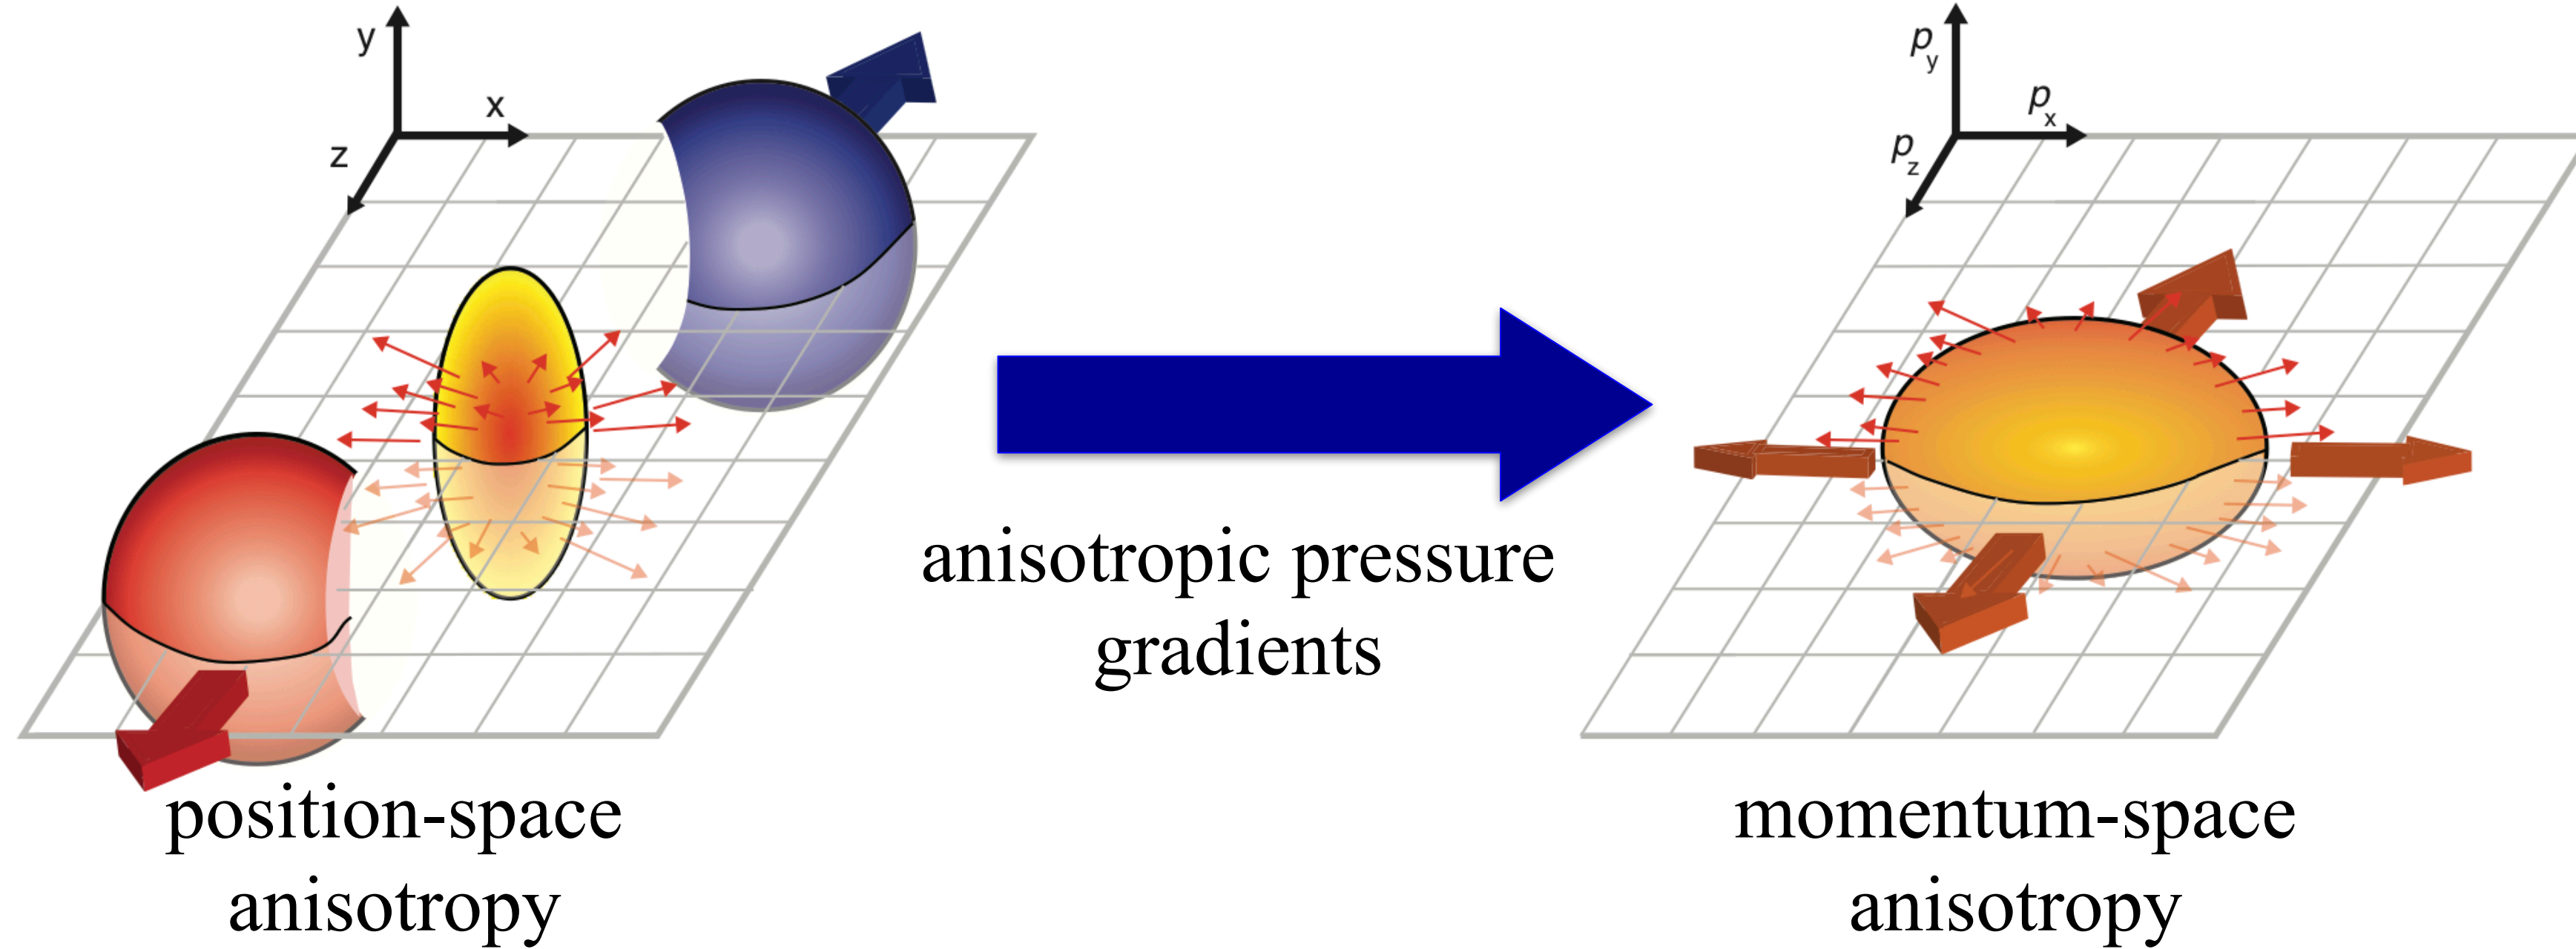 y
x
z
p
y
p
x
p
z
anisotropic pressure
gradients
position-space
anisotropy
momentum-space
anisotropy